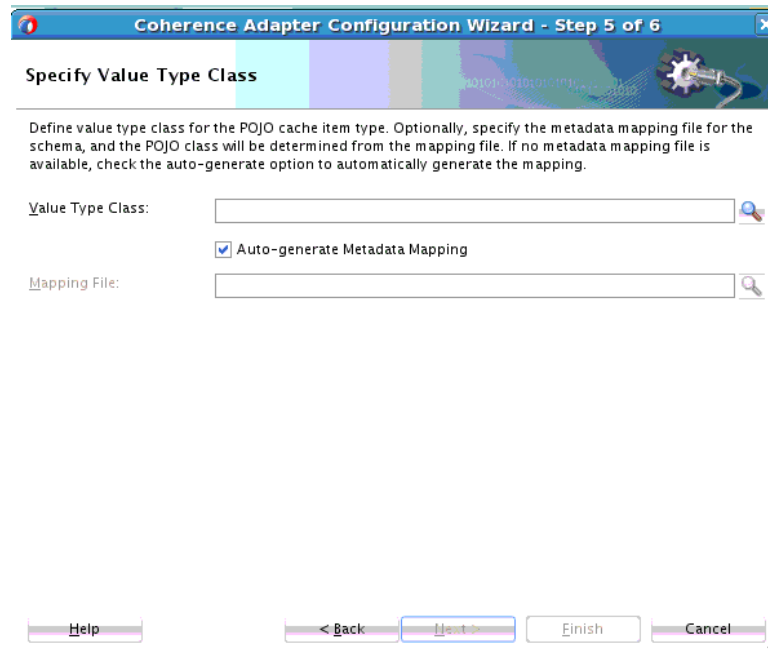 Coherence Adapter Configuration Wizard - Step 5 of 6
Specify Value Type Class
Define value type class for the POJO cache item type. Optionally, specify the metadata mapping file for the
schema, and the POJO class will be determined from the mapping file. If no metadata mapping file is
available, check the auto-generate option to automatically generate the mapping.
Value Type Class:
Auto-generate Metadata Mapping
Mapping File:
Help
< Back
Next >
Finish
Cancel